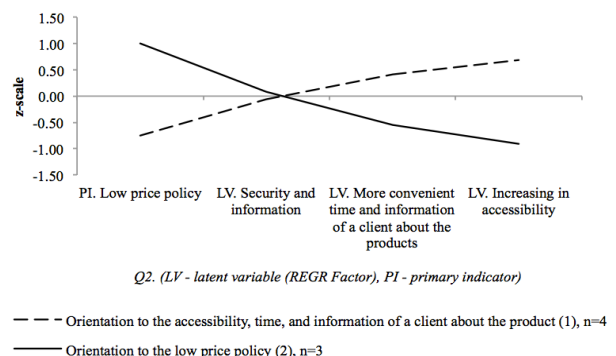 1.50
1.00
0.50
0.00
-0.50
-1.00
-1.50
z-scale
PI. Low price policy
LV. Security and
information
LV. More convenient
time and information
of a client about the
products
LV. Increasing in
accessibility
Q2. (LV - latent variable (REGR Factor), PI - primary indicator)
Orientation to the accessibility, time, and information of a client about the product (1), n=4
Orientation to the low price policy (2), n=3